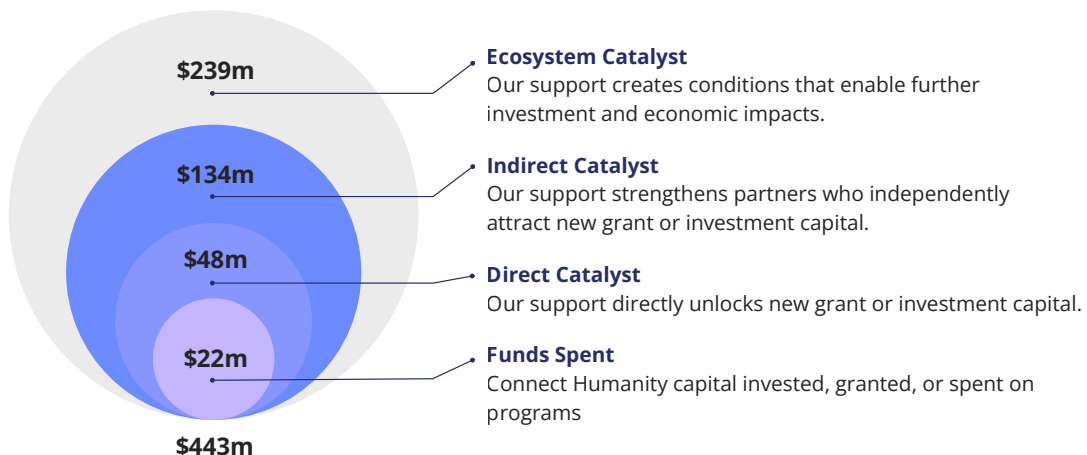 $239m
Ecosystem Catalyst
Our support creates conditions that enable further
investment and economic impacts.
$134m
Indirect Catalyst
Our support strengthens partners who independently
attract new grant or investment capital.
$48m
Direct Catalyst
Our support directly unlocks new grant or investment capital.
$22m
Funds Spent
Connect Humanity capital invested, granted, or spent on
programs
$443m